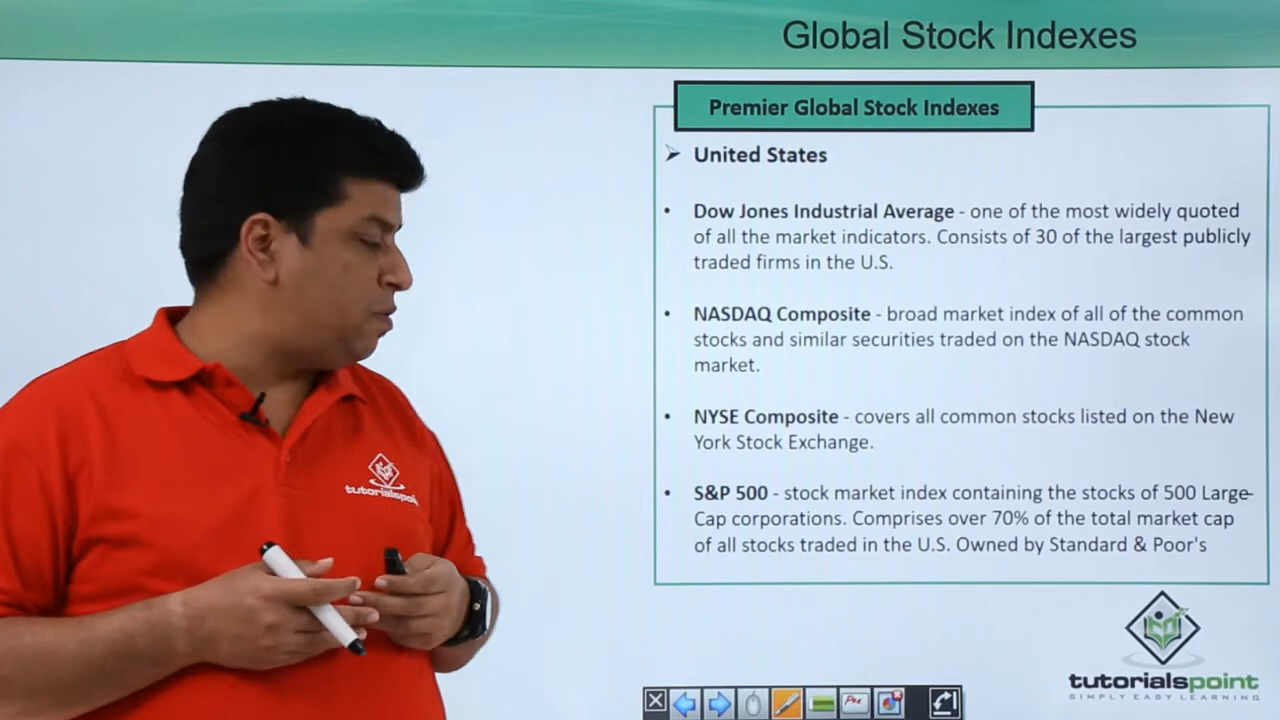 Global Stock Indexes
Premier Global Stock Indexes
➢ United States
• Dow Jones Industrial Average - one of the most widely quoted
of all the market indicators. Consists of 30 of the largest publicly
traded firms in the U.S.
• NASDAQ Composite - broad market index of all of the common
stocks and similar securities traded on the NASDAQ stock
market.
• NYSE Composite - covers all common stocks listed on the New
York Stock Exchange.
• S&P 500 - stock market index containing the stocks of 500 Large-
Cap corporations. Comprises over 70% of the total market cap
of all stocks traded in the U.S. Owned by Standard & Poor's
tutorialspoint
tutorialspoint
SIMPLY EASY LEARNING
Pen